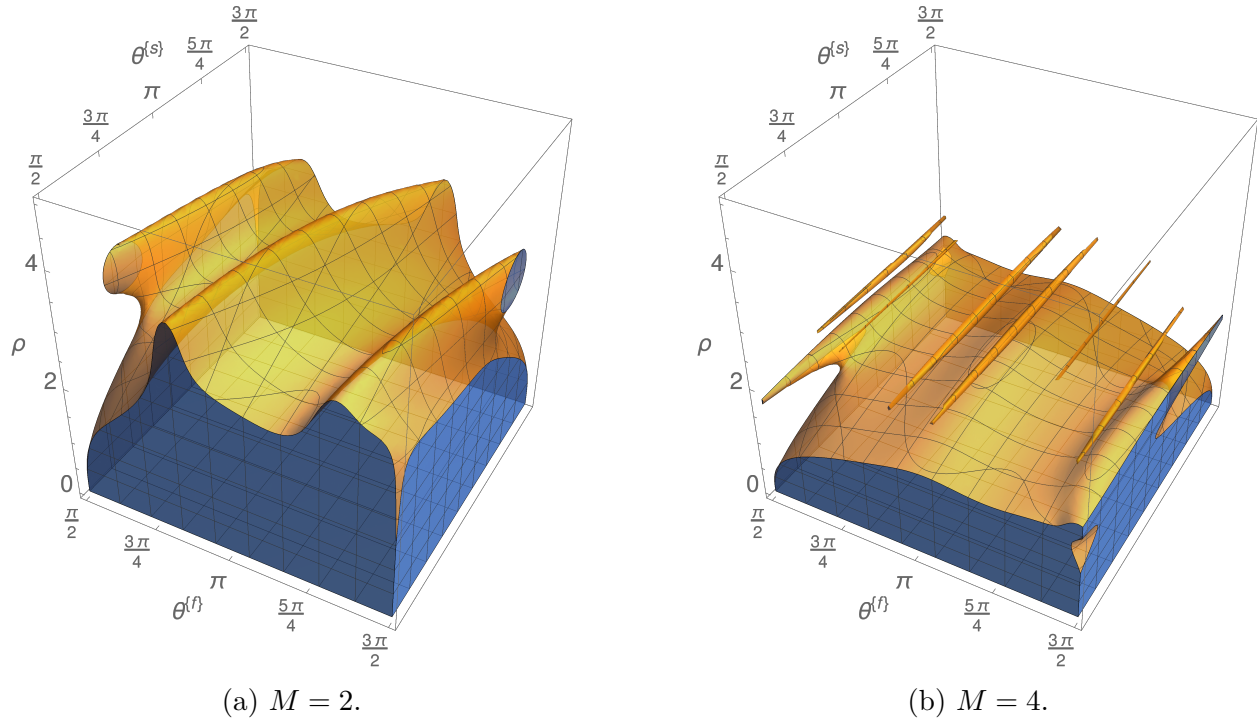 3π/2
θ{s}
5π/4
π
3π/4
π/2
4
ρ
2
0
π/2
3π/4
π
θ{f}
5π/4
3π/2
(a) M = 2.
3π/2
θ{s}
5π/4
π
3π/4
π/2
4
ρ
2
0
π/2
3π/4
π
θ{f}
5π/4
3π/2
(b) M = 4.